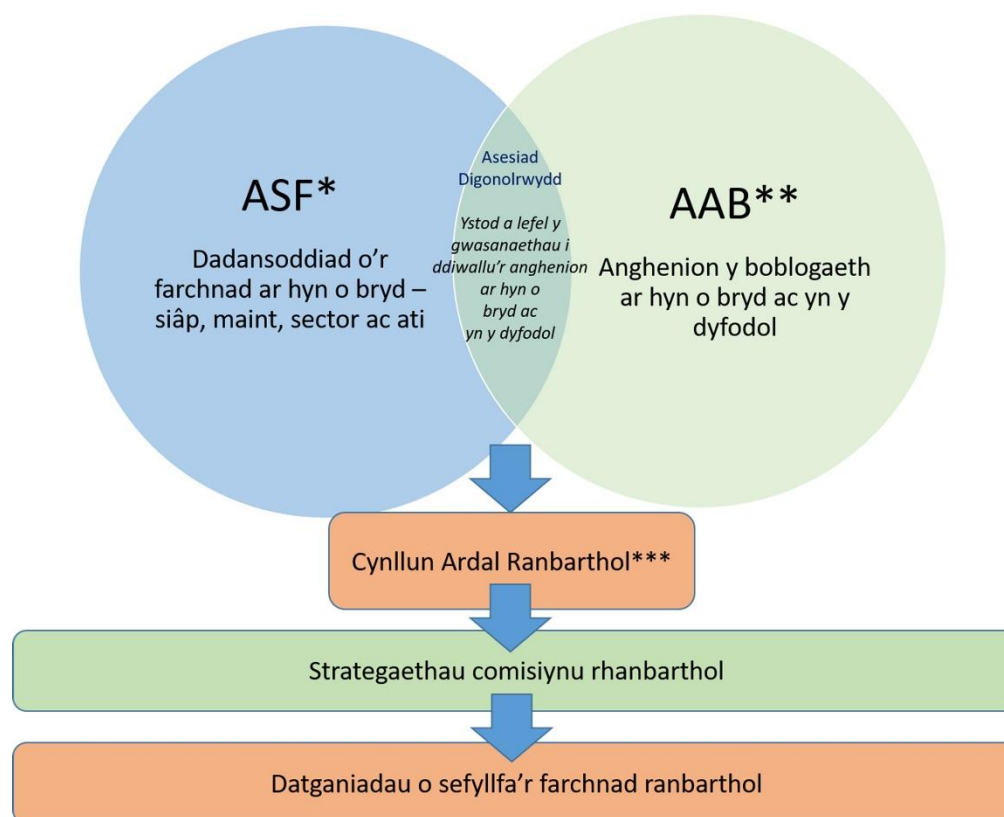 ASF*
Dadansoddiad o’r
farchnad ar hyn o bryd –
siâp, maint, sector ac ati
Asesiad
Digonolrwydd
Ystod a lefel y
gwasanaethau i
ddiwallu’r anghenion
ar hyn o
bryd ac
yn y dyfodol
AAB**
Anghenion y boblogaeth
ar hyn o bryd ac yn y
dyfodol
Cynllun Ardal Ranbarthol***
Strategaethau comisiynu rhanbarthol
Datganiadau o sefyllfa’r farchnad ranbarthol